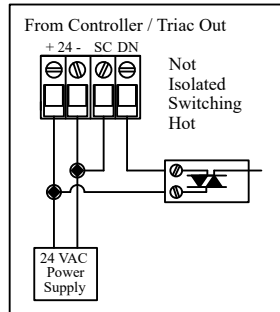 From Controller / Triac Out
+ 24 - SC DN
Not
Isolated
Switching
Hot
24 VAC
Power
Supply